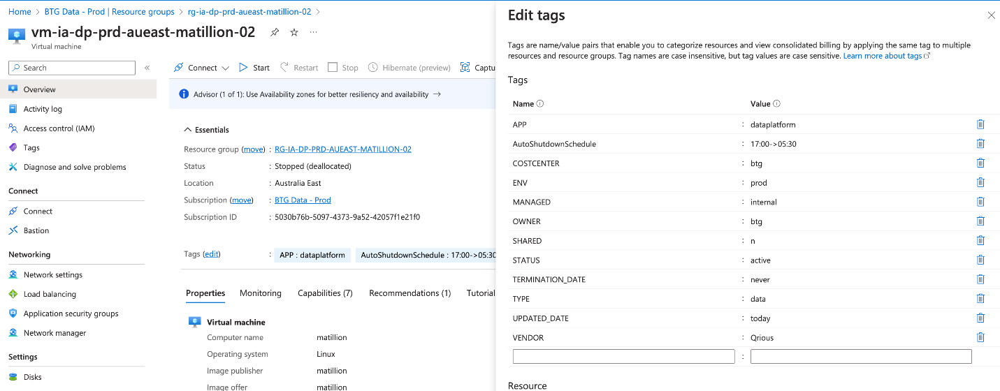 Home > BTG Data - Prod | Resource groups > rg-ia-dp-prd-aueast-matillion-02 >
vm-ia-dp-prd-aueast-matillion-02
Virtual machine
Search
Overview
Activity log
Access control (IAM)
Tags
Diagnose and solve problems
Connect
Connect
Bastion
Networking
Network settings
Load balancing
Application security groups
Network manager
Settings
Disks
Connect Start Restart Stop Hibernate (preview) Captu
Advisor (1 of 1): Use Availability zones for better resiliency and availability →
Essentials
Resource group (move) : RG-IA-DP-PRD-AUEAST-MATILLION-02
Status : Stopped (deallocated)
Location : Australia East
Subscription (move) : BTG Data - Prod
Subscription ID : 5030b76b-5097-4373-9a52-42057f1e21f0
Tags (edit) : APP : dataplatform AutoShutdownSchedule : 17:00->05:30
Properties Monitoring Capabilities (7) Recommendations (1) Tutorial
Virtual machine
Computer name matillion
Operating system Linux
Image publisher matillion
Image offer matillion
Edit tags
Tags are name/value pairs that enable you to categorize resources and view consolidated billing by applying the same tag to multiple
resources and resource groups. Tag names are case insensitive, but tag values are case sensitive. Learn more about tags
Tags
Name Value
APP : dataplatform
AutoShutdownSchedule : 17:00->05:30
COSTCENTER : btg
ENV : prod
MANAGED : internal
OWNER : btg
SHARED : n
STATUS : active
TERMINATION_DATE : never
TYPE : data
UPDATED_DATE : today
VENDOR : Qrious
:
Resource